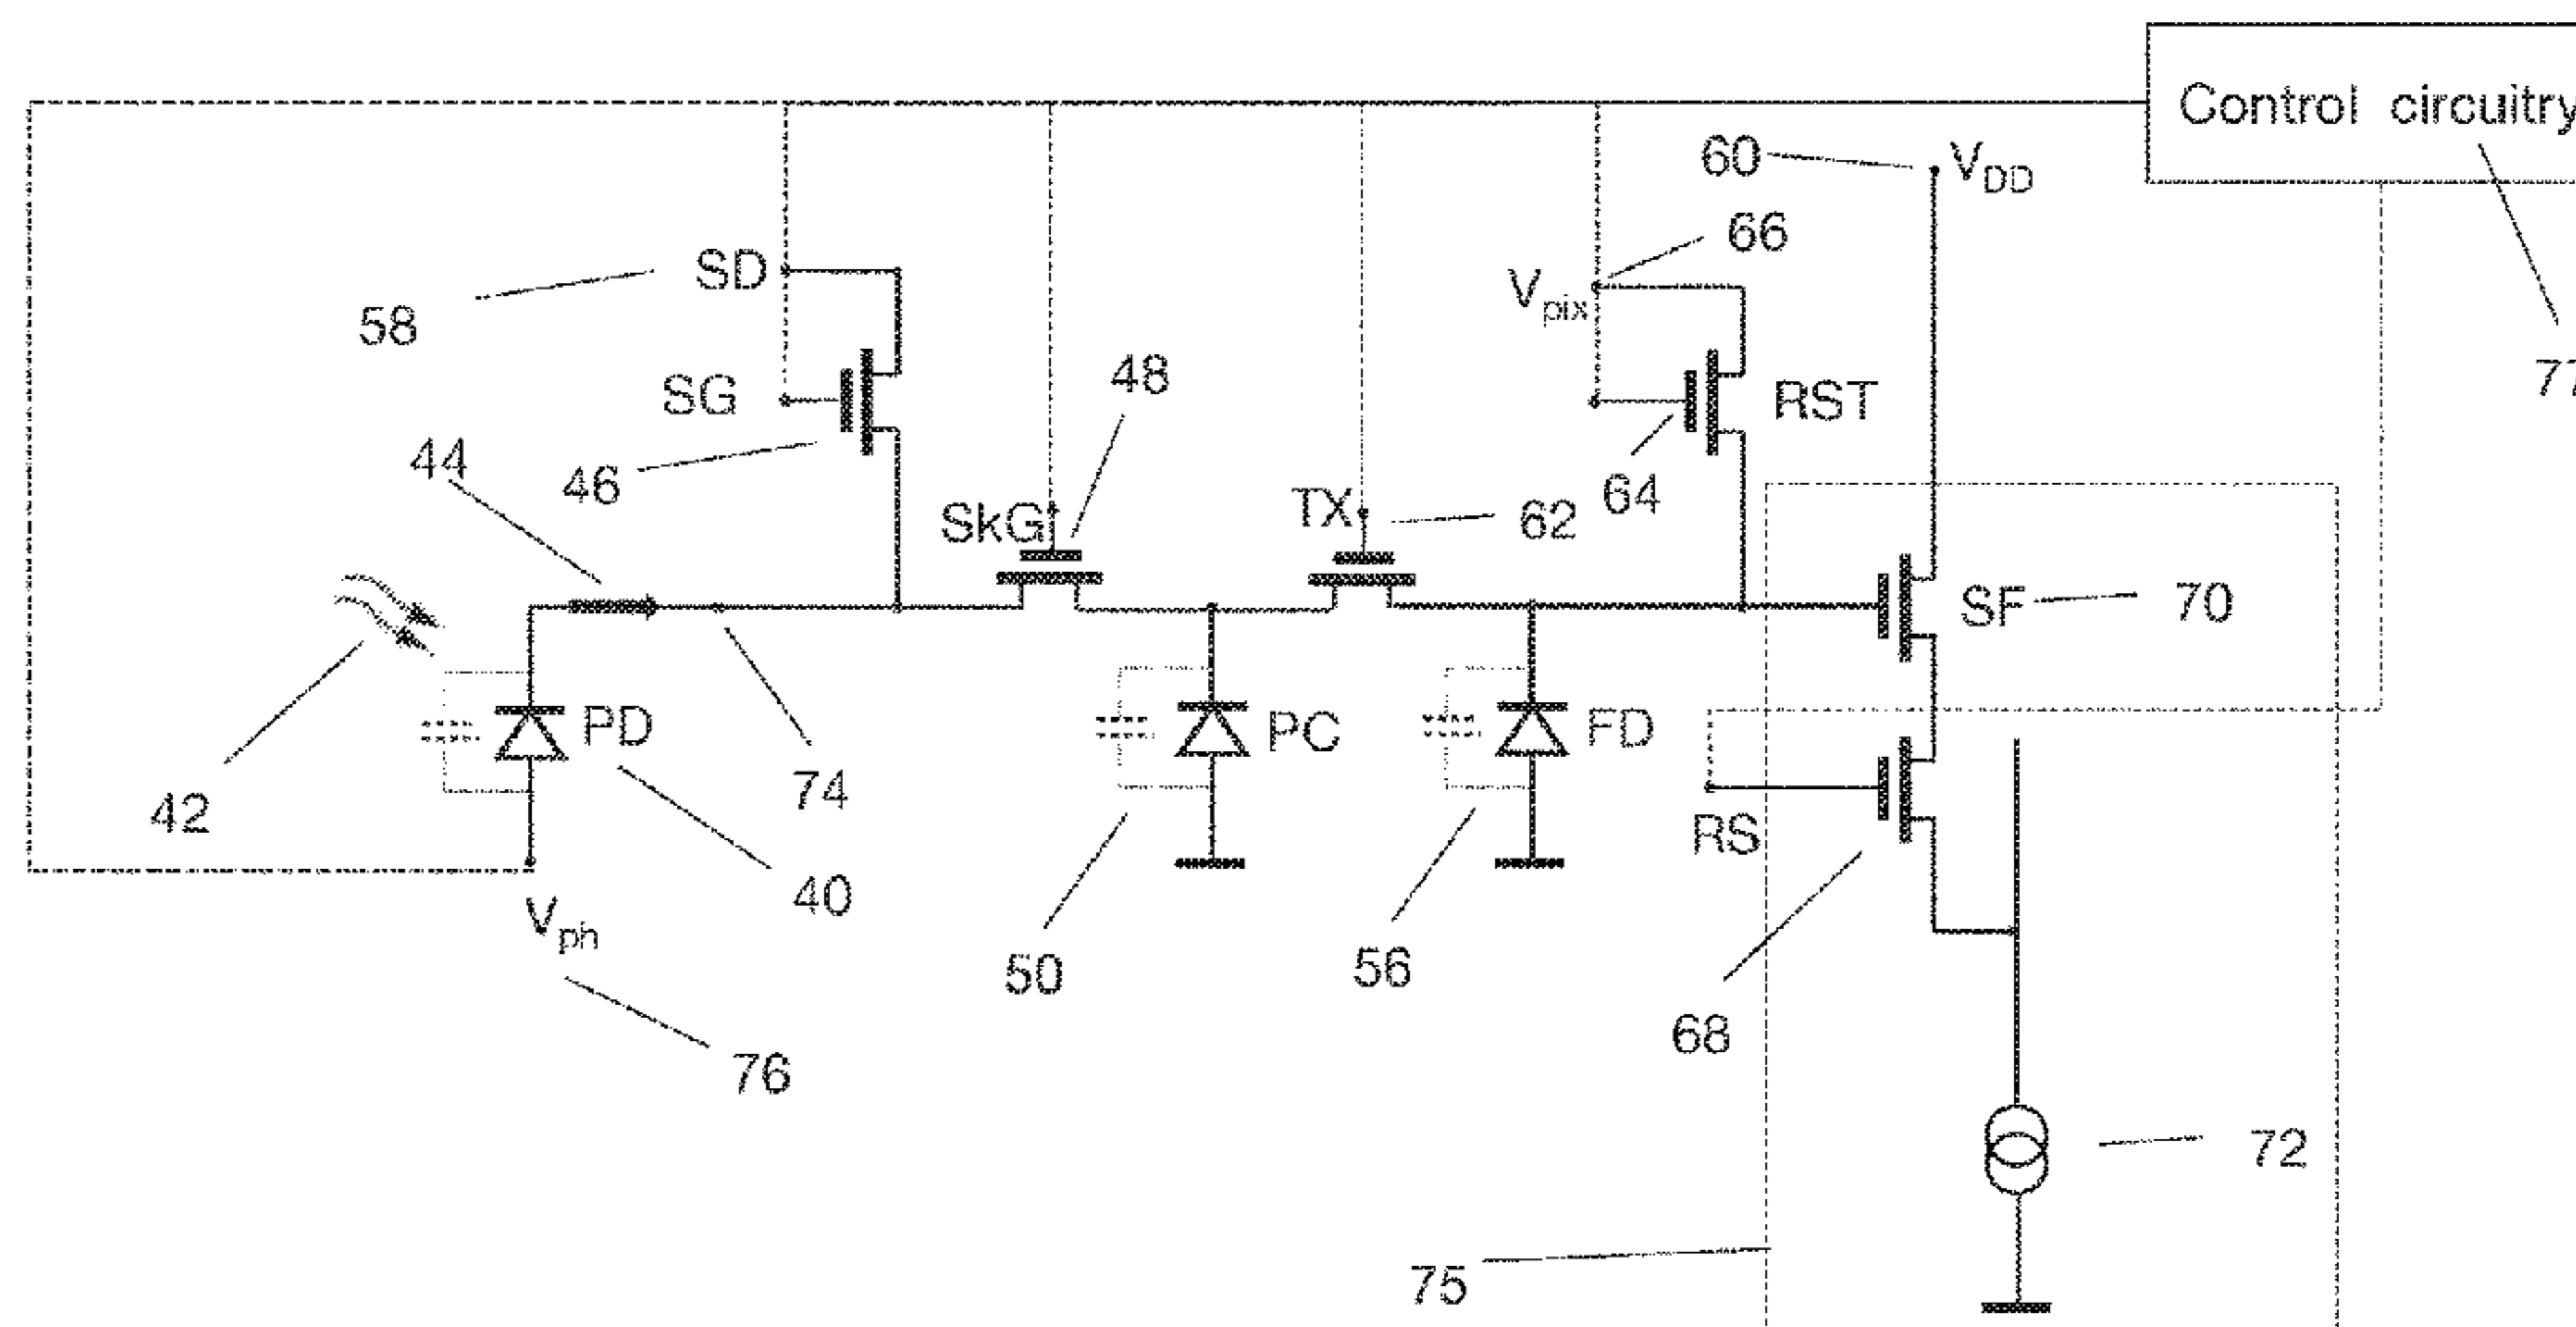 Control circuitry
60
VDD
66
SD
58
Vpix
77
48
SG
RST
44
46
64
SkG
TX
62
SF
70
PD
PC
FD
74
42
RS
40
Vph
50
56
68
76
72
75